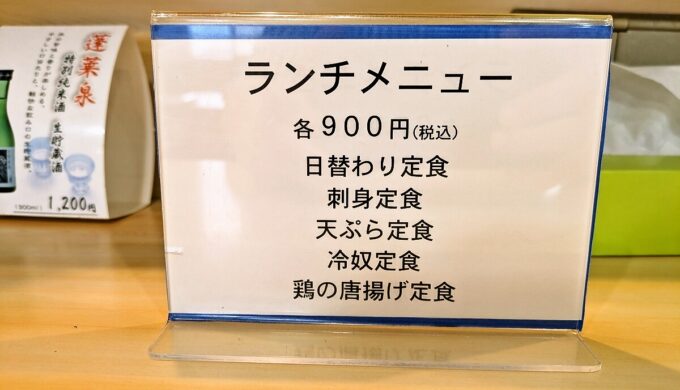 ランチメニュー
各900円(税込)
日替わり定食
刺身定食
天ぷら定食
冷奴定食
鶏の唐揚げ定食
蓬莱泉
特別純米酒 生貯蔵酒
1,200円